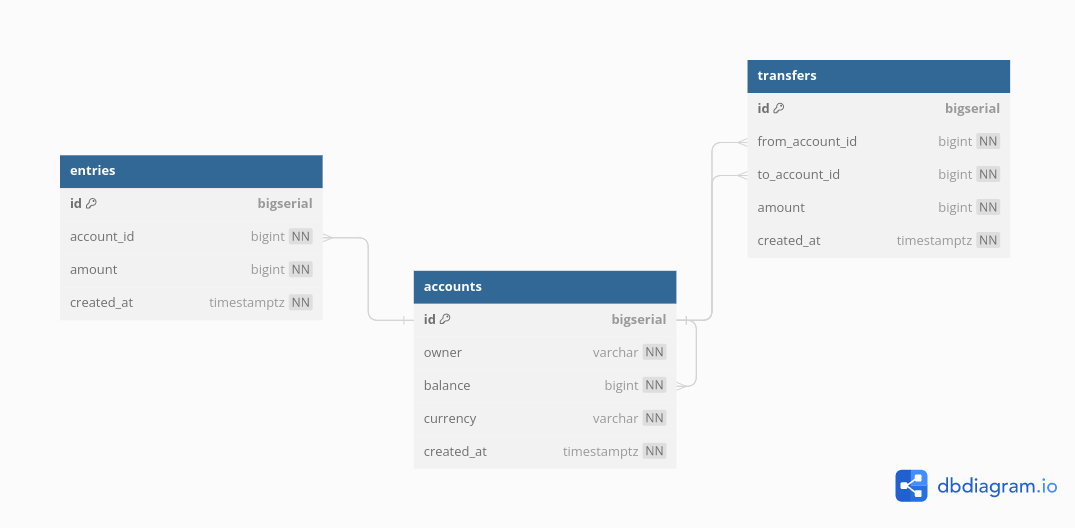 entries
id bigserial
account_id bigint NN
amount bigint NN
created_at timestamptz NN
accounts
id bigserial
owner varchar NN
balance bigint NN
currency varchar NN
created_at timestamptz NN
transfers
id bigserial
from_account_id bigint NN
to_account_id bigint NN
amount bigint NN
created_at timestamptz NN
dbdiagram.io